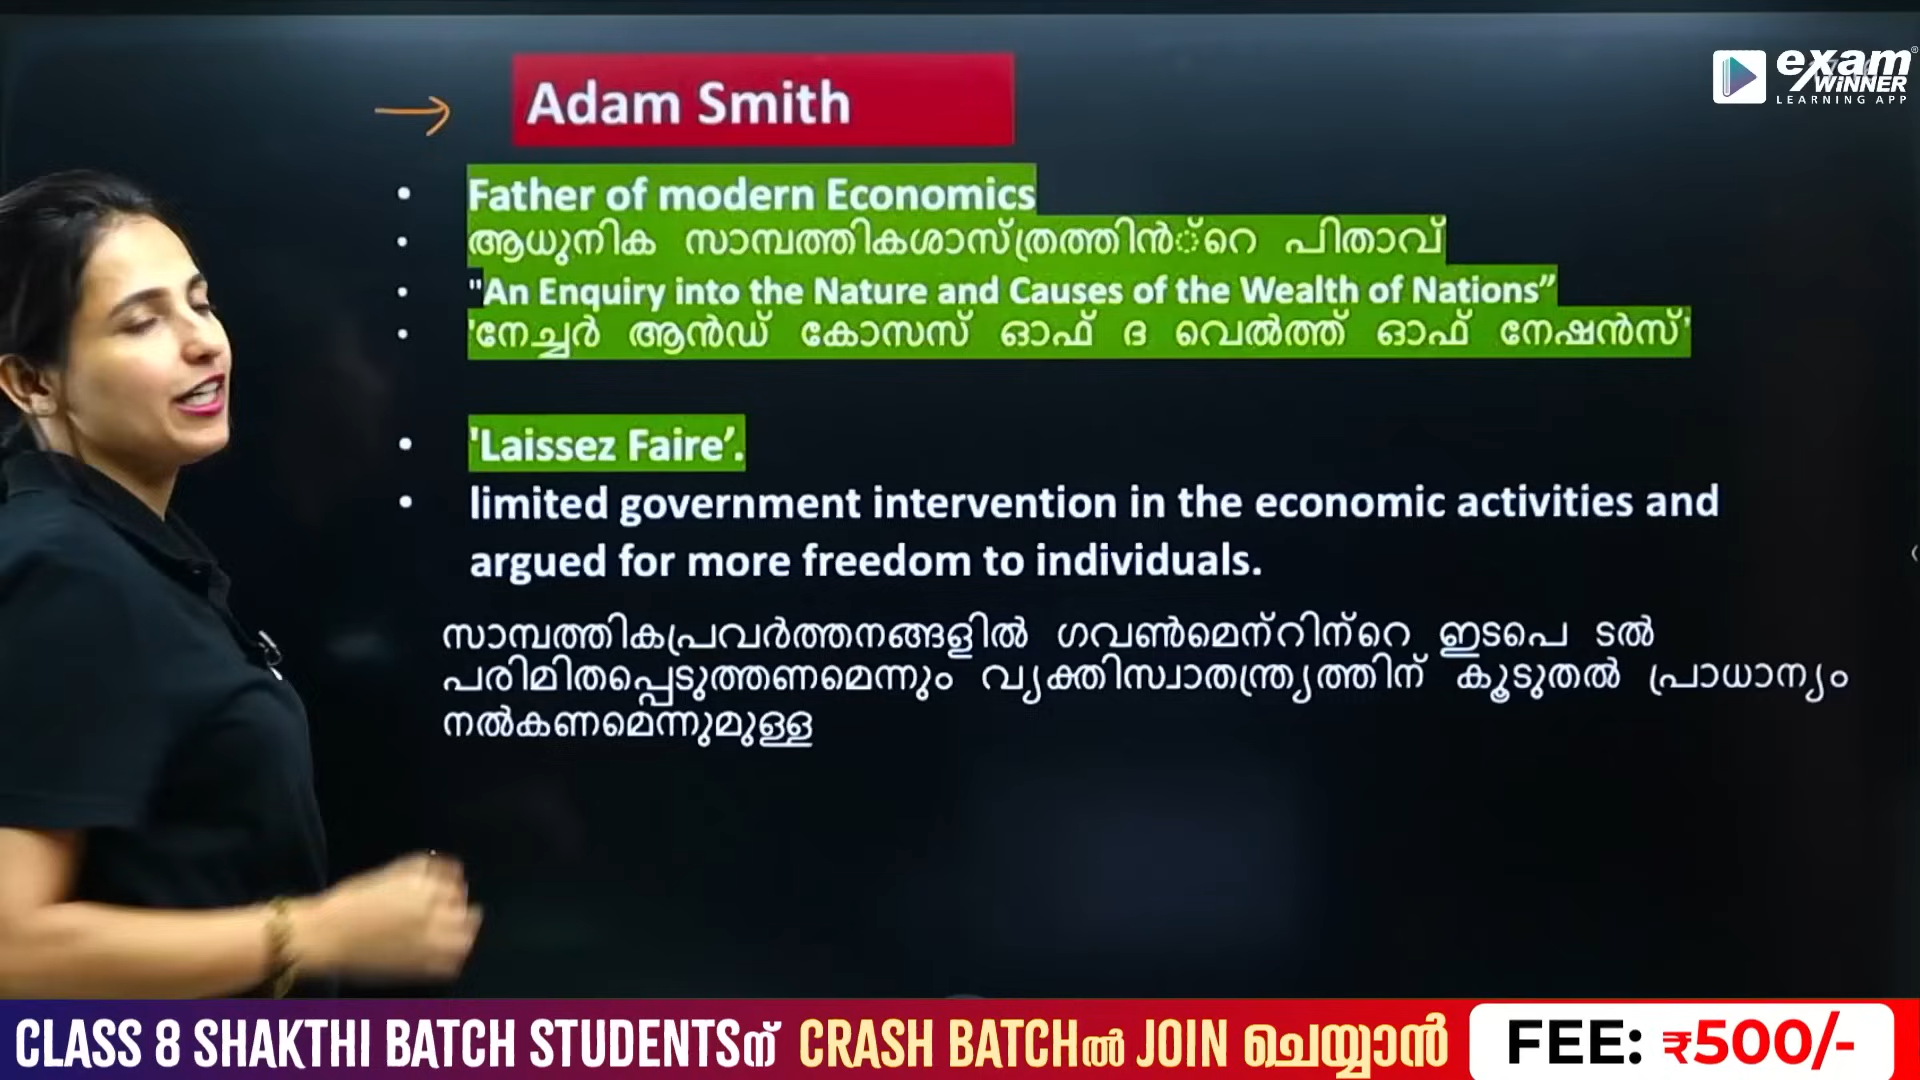 Adam Smith
exam
WiNNER
LEARNING APP
• Father of modern Economics
• ആധുനിക സാമ്പത്തികശാസ്ത്രത്തിൻ്റെ പിതാവ്
• "An Enquiry into the Nature and Causes of the Wealth of Nations”
• 'നേച്ചർ ആൻഡ് കോസസ് ഓഫ് ദ വെൽത്ത് ഓഫ് നേഷൻസ്'
• 'Laissez Faire’.
• limited government intervention in the economic activities and
argued for more freedom to individuals.
സാമ്പത്തികപ്രവർത്തനങ്ങളിൽ ഗവൺമെന്റിന്റെ ഇടപെ ടൽ
പരിമിതപ്പെടുത്തണമെന്നും വ്യക്തിസ്വാതന്ത്ര്യത്തിന് കൂടുതൽ പ്രാധാന്യം
നൽകണമെന്നുമുള്ള
CLASS 8 SHAKTHI BATCH STUDENTSന് CRASH BATCHൽ JOIN ചെയ്യാൻ FEE: ₹500/-